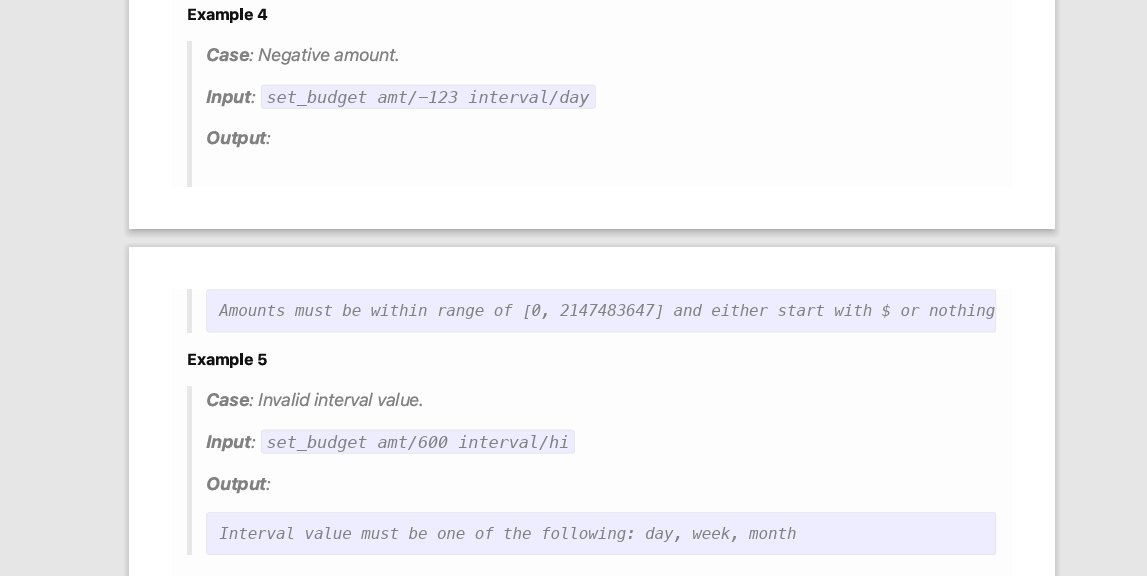 Example 4
Case: Negative amount.
Input: set_budget amt/−123 interval/day
Output:
Amounts must be within range of [0, 2147483647] and either start with $ or nothing
Example 5
Case: Invalid interval value.
Input: set_budget amt/600 interval/hi
Output:
Interval value must be one of the following: day, week, month